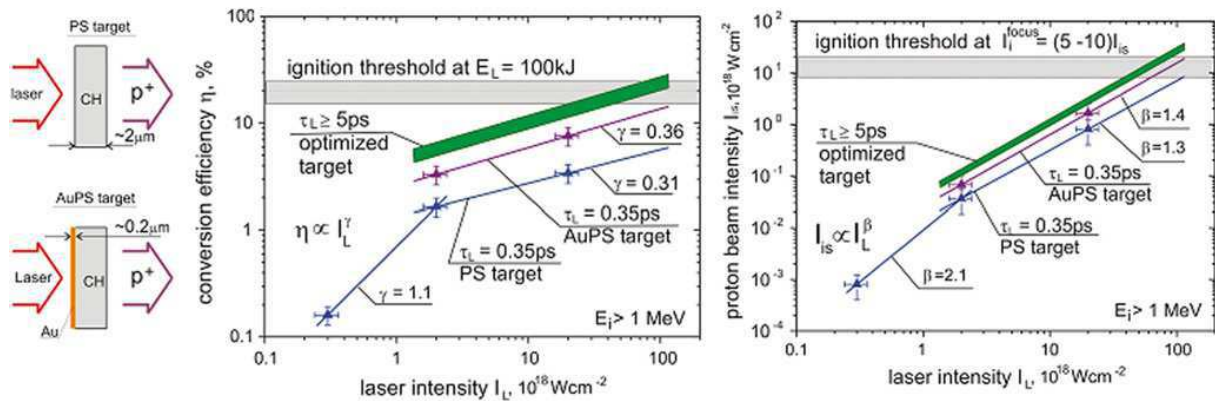 PS target
laser
CH
p⁺
~2μm
AuPS target
~0.2μm
Laser
CH
p⁺
Au
conversion efficiency η, %
100
10
1
0.1
ignition threshold at E_L = 100kJ
τ_L ≥ 5ps
optimized
target
γ = 0.36
γ = 0.31
τ_L = 0.35ps
AuPS target
η ∝ I_L^γ
τ_L = 0.35ps
PS target
γ = 1.1
E_i > 1 MeV
0.1 1 10 100
laser intensity I_L, 10^18 Wcm^-2
proton beam intensity I_is, 10^18 Wcm^-2
10^3
10^2
10^1
10^0
10^-1
10^-2
10^-3
10^-4
ignition threshold at I_i^focus = (5 -10)I_is
τ_L ≥ 5ps
optimized
target
β=1.4
β=1.3
τ_L = 0.35ps
AuPS target
I_is ∝ I_L^β
τ_L = 0.35ps
PS target
β=2.1
E_i > 1 MeV
0.1 1 10 100
laser intensity I_L, 10^18 Wcm^-2